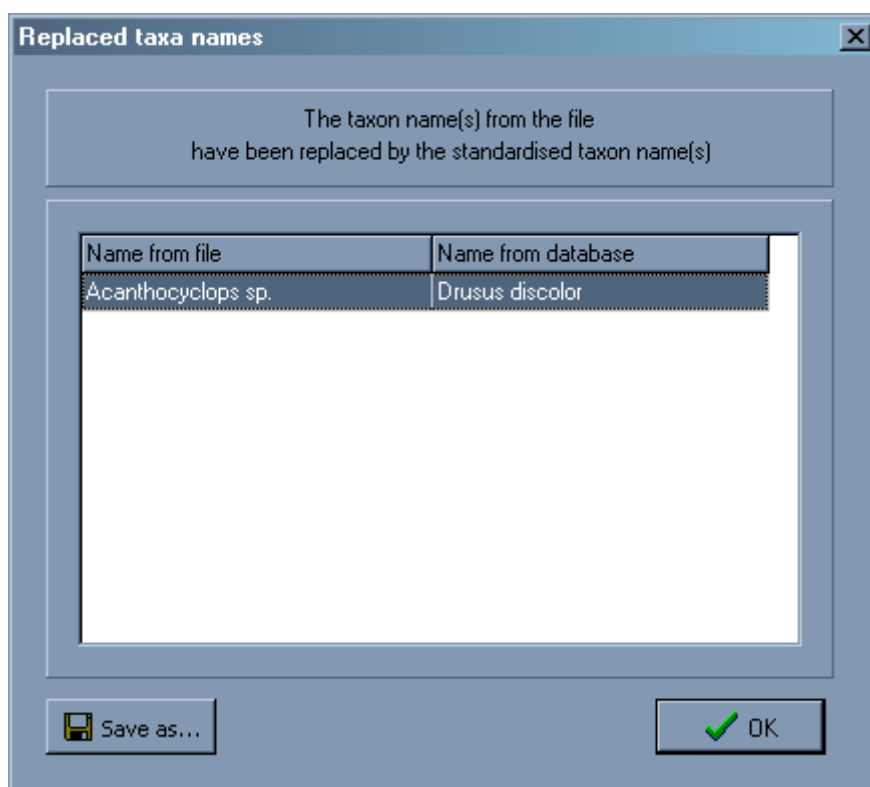 Replaced taxa names
The taxon name(s) from the file
have been replaced by the standardised taxon name(s)
Name from file Name from database
Acanthocyclops sp. Drusus discolor
Save as... OK